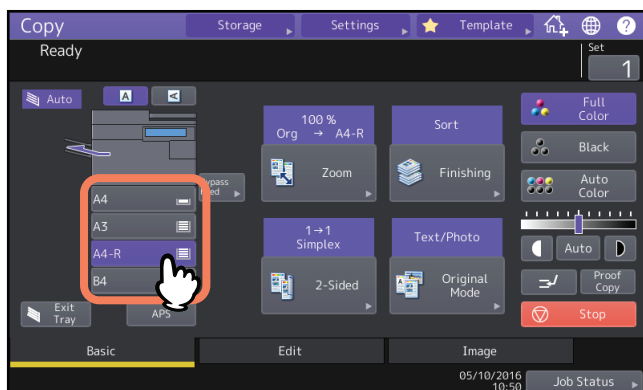 Copy
Storage
Settings
Template
?
Ready
Set
1
Auto
A
A
A4
A3
A4-R
B4
Exit
Tray
APS
100 %
Org → A4-R
Zoom
Sort
Finishing
1→1
Simplex
2-Sided
Text/Photo
Original
Mode
Full
Color
Black
Auto
Color
Auto
Proof
Copy
Stop
Basic
Edit
Image
05/10/2016
10:50
Job Status